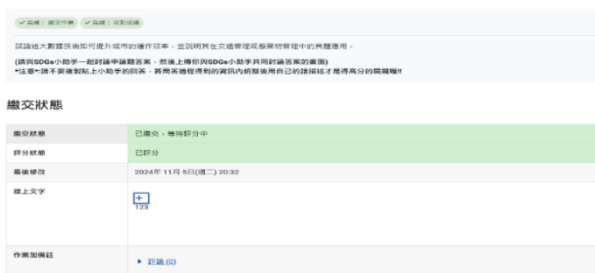 ✓ 完成： 繳交作業 ✓ 完成： 收到成績
試論述大數據技術如何提升城市的運作效率，並說明其在交通管理或廢棄物管理中的具體應用。
(請與SDGs小助手一起討論申論題答案，然後上傳你與SDGs小助手共同討論答案的畫面)
*注意*:請不要複製貼上小助手的回答，將問答過程得到的資訊內統整後用自己的話描述才是得高分的關鍵喔!!
繳交狀態
繳交狀態 已繳交，等待評分中
評分狀態 已評分
最後修改 2024年 11月 5日(週二) 20:32
線上文字
123
作業加備註 評論 (0)